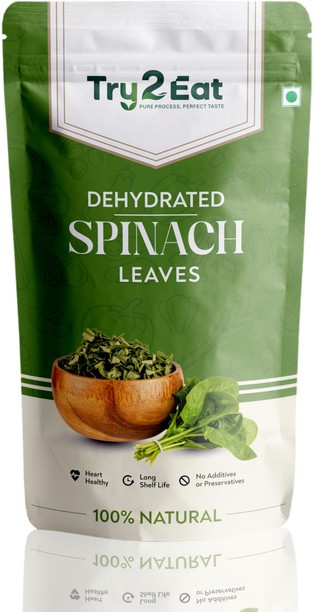 Try2Eat
PURE PROCESS, PERFECT TASTE
DEHYDRATED
SPINACH
LEAVES
Heart
Healthy
Long
Shelf Life
No Additives
or Preservatives
100% NATURAL